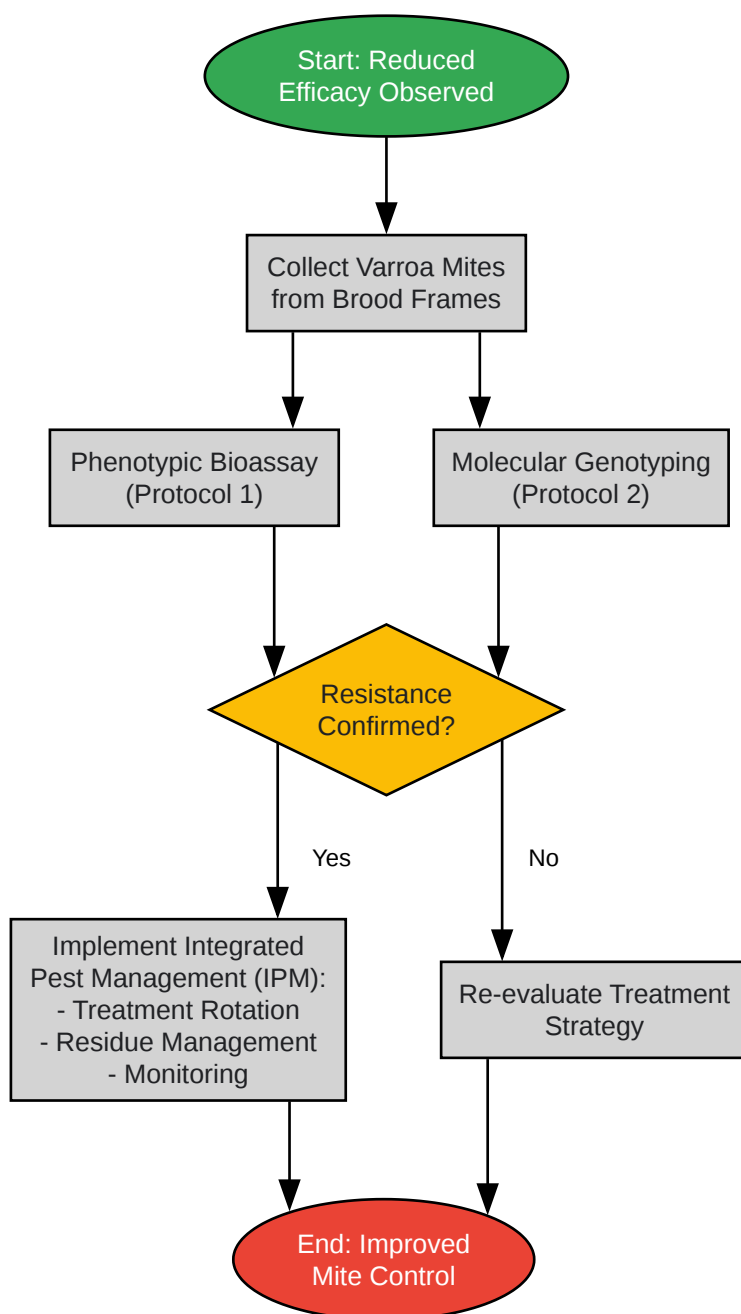 Start: Reduced
Efficacy Observed
Collect Varroa Mites
from Brood Frames
Phenotypic Bioassay
(Protocol 1)
Molecular Genotyping
(Protocol 2)
Resistance
Confirmed?
Yes
No
Implement Integrated
Pest Management (IPM):
- Treatment Rotation
- Residue Management
- Monitoring
Re-evaluate Treatment
Strategy
End: Improved
Mite Control